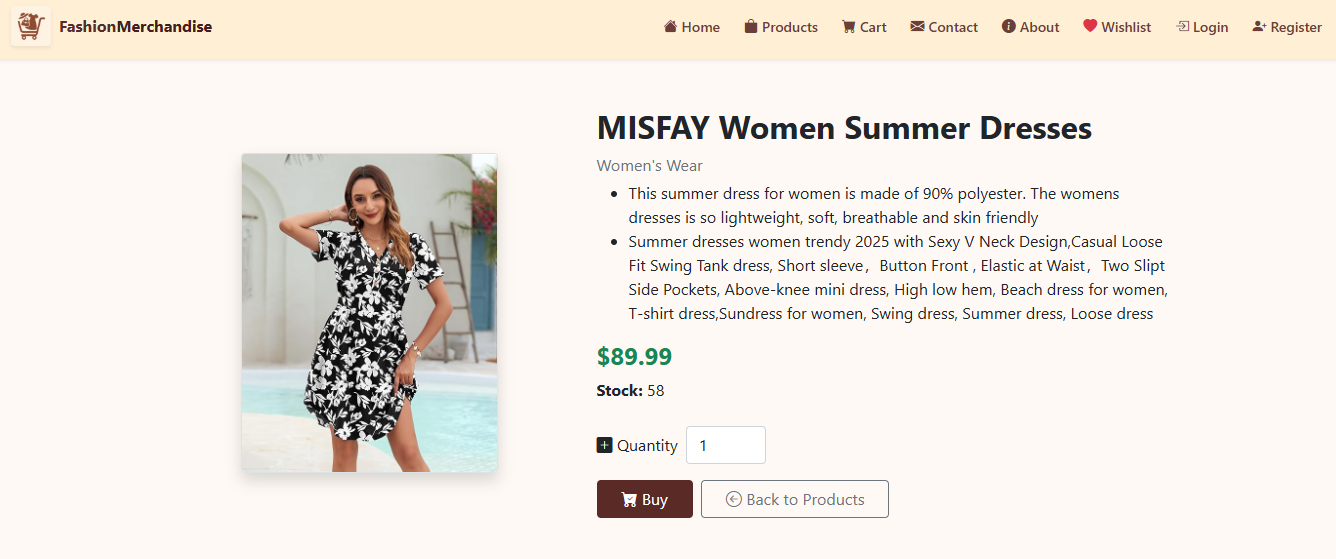 FashionMerchandise
Home
Products
Cart
Contact
About
Wishlist
Login
Register
MISFAY Women Summer Dresses
Women's Wear
This summer dress for women is made of 90% polyester. The womens
dresses is so lightweight, soft, breathable and skin friendly
Summer dresses women trendy 2025 with Sexy V Neck Design,Casual Loose
Fit Swing Tank dress, Short sleeve，Button Front , Elastic at Waist，Two Slipt
Side Pockets, Above-knee mini dress, High low hem, Beach dress for women,
T-shirt dress,Sundress for women, Swing dress, Summer dress, Loose dress
$89.99
Stock: 58
Quantity 1
Buy
Back to Products